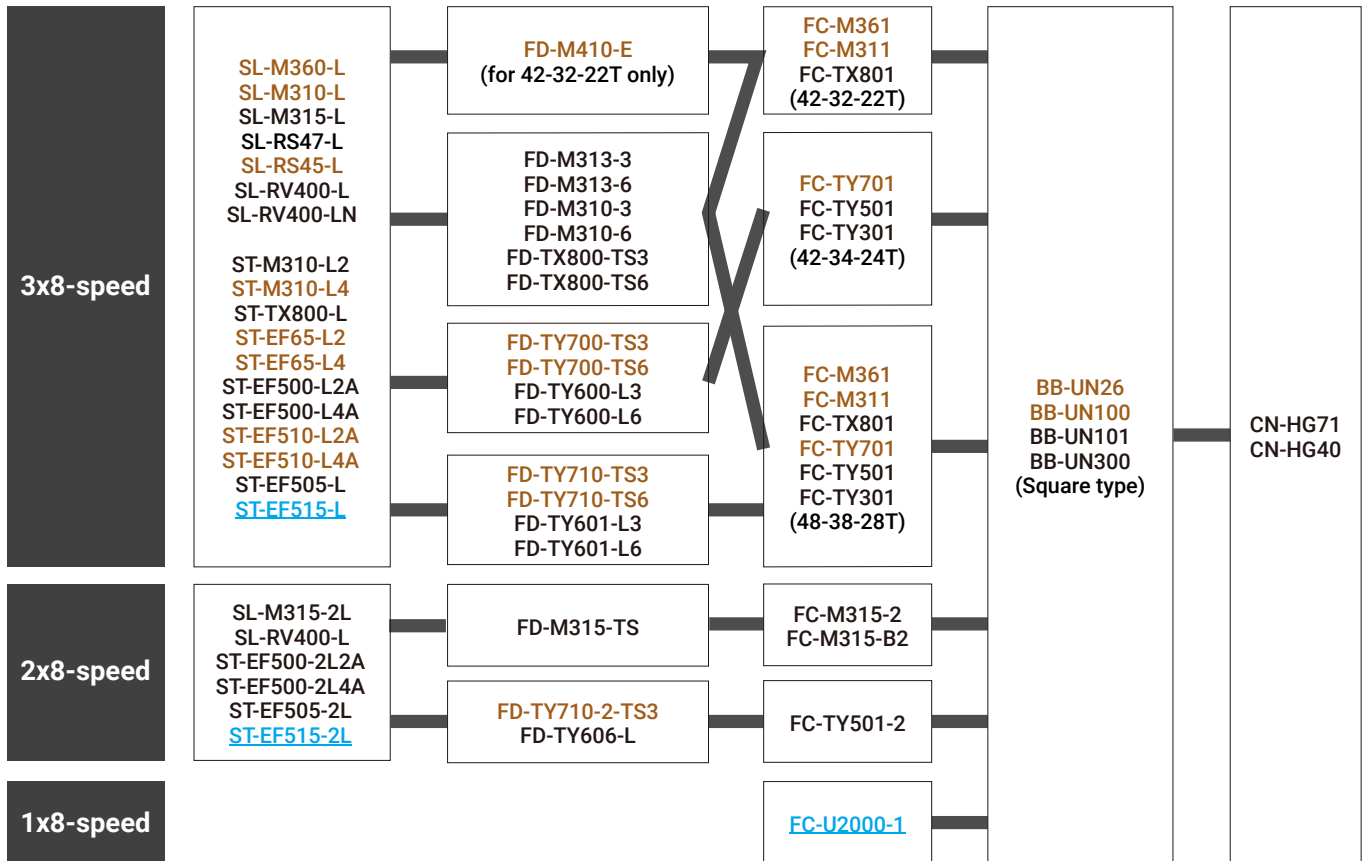 3x8-speed
SL-M360-L
SL-M310-L
SL-M315-L
SL-RS47-L
SL-RS45-L
SL-RV400-L
SL-RV400-LN
ST-M310-L2
ST-M310-L4
ST-TX800-L
ST-EF65-L2
ST-EF65-L4
ST-EF500-L2A
ST-EF500-L4A
ST-EF510-L2A
ST-EF510-L4A
ST-EF505-L
ST-EF515-L
FD-M410-E
(for 42-32-22T only)
FD-M313-3
FD-M313-6
FD-M310-3
FD-M310-6
FD-TX800-TS3
FD-TX800-TS6
FD-TY700-TS3
FD-TY700-TS6
FD-TY600-L3
FD-TY600-L6
FD-TY710-TS3
FD-TY710-TS6
FD-TY601-L3
FD-TY601-L6
FC-M361
FC-M311
FC-TX801
(42-32-22T)
FC-TY701
FC-TY501
FC-TY301
(42-34-24T)
FC-M361
FC-M311
FC-TX801
FC-TY701
FC-TY501
FC-TY301
(48-38-28T)
2x8-speed
SL-M315-2L
SL-RV400-L
ST-EF500-2L2A
ST-EF500-2L4A
ST-EF505-2L
ST-EF515-2L
FD-M315-TS
FD-TY710-2-TS3
FD-TY606-L
FC-M315-2
FC-M315-B2
FC-TY501-2
1x8-speed
FC-U2000-1
BB-UN26
BB-UN100
BB-UN101
BB-UN300
(Square type)
CN-HG71
CN-HG40